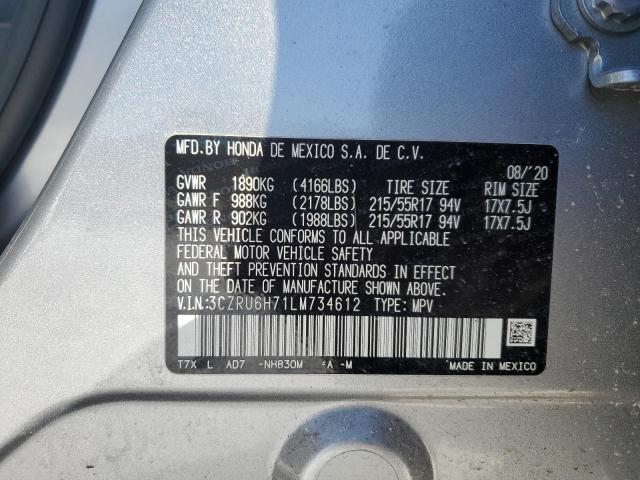 MFD.BY HONDA DE MEXICO S.A. DE C.V.
08/'20
GVWR 1890KG (4166LBS) TIRE SIZE RIM SIZE
GAWR F 988KG (2178LBS) 215/55R17 94V 17X7.5J
GAWR R 902KG (1988LBS) 215/55R17 94V 17X7.5J
THIS VEHICLE CONFORMS TO ALL APPLICABLE
FEDERAL MOTOR VEHICLE SAFETY
AND THEFT PREVENTION STANDARDS IN EFFECT
ON THE DATE OF MANUFACTURE SHOWN ABOVE.
V.I.N:3CZRU6H71LM734612 TYPE: MPV
T7X L AD7 -NH830M -A -M MADE IN MEXICO